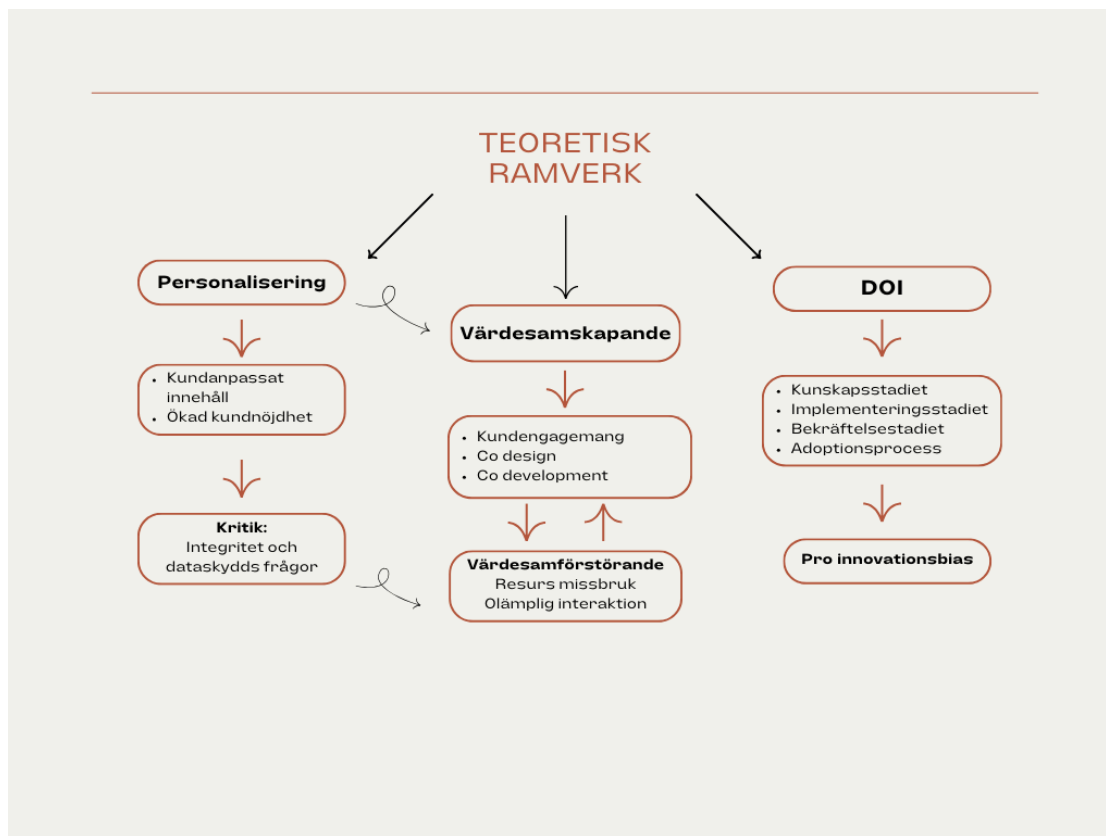 TEORETISK
RAMVERK
Personalisering
• Kundanpassat
innehåll
• Ökad kundnöjdhet
Kritik:
Integritet och
dataskydds frågor
Värdesamskapande
• Kundengagemang
• Co design
• Co development
Värdesamförstörande
Resurs missbruk
Olämplig interaktion
DOI
• Kunskapsstadiet
• Implementeringsstadiet
• Bekräftelsestadiet
• Adoptionsprocess
Pro innovationsbias